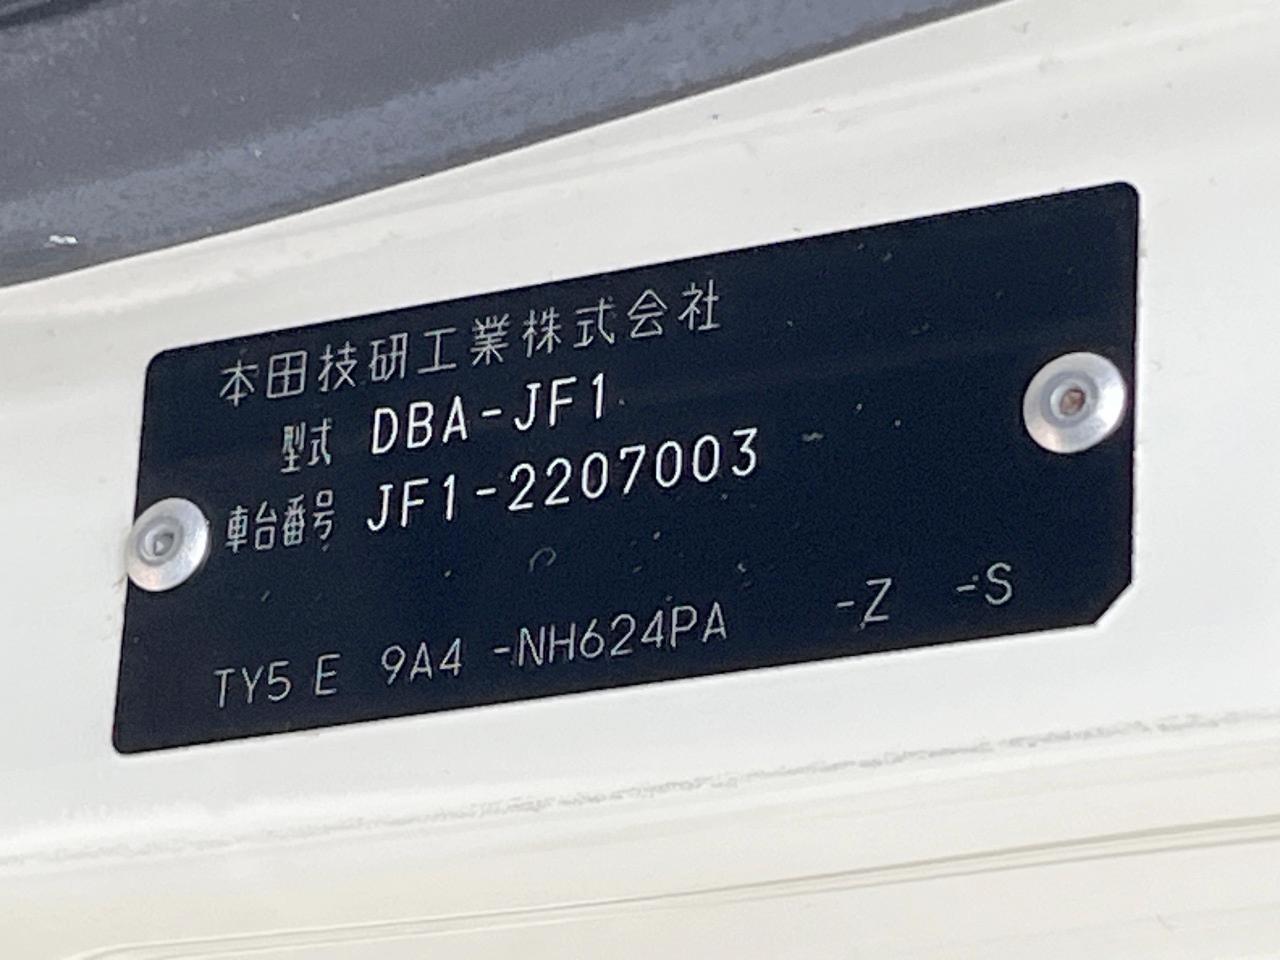 本田技研工業株式会社
型式 DBA-JF1
車台番号 JF1-2207003
TY5 E 9A4 -NH624PA -Z -S